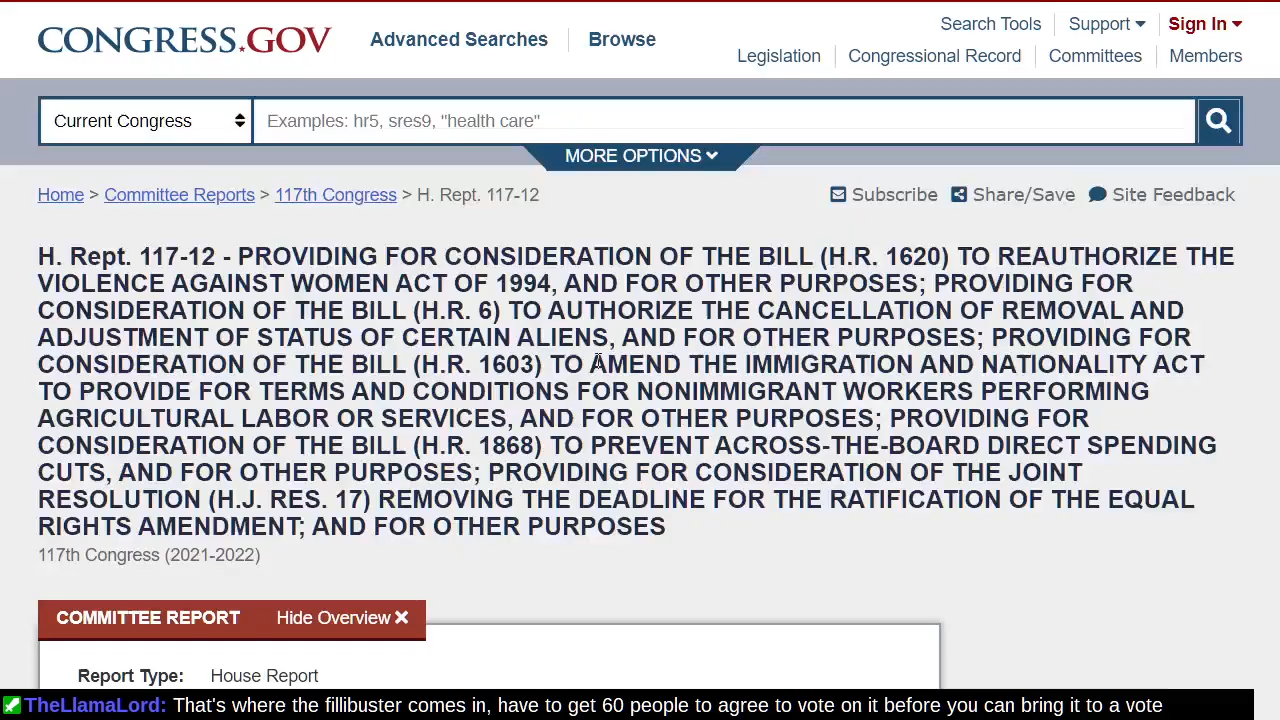 CONGRESS.GOV
Advanced Searches
Browse
Search Tools
Support
Sign In
Legislation
Congressional Record
Committees
Members
Current Congress
Examples: hr5, sres9, "health care"
MORE OPTIONS
Home > Committee Reports > 117th Congress > H. Rept. 117-12
Subscribe
Share/Save
Site Feedback
H. Rept. 117-12 - PROVIDING FOR CONSIDERATION OF THE BILL (H.R. 1620) TO REAUTHORIZE THE
VIOLENCE AGAINST WOMEN ACT OF 1994, AND FOR OTHER PURPOSES; PROVIDING FOR
CONSIDERATION OF THE BILL (H.R. 6) TO AUTHORIZE THE CANCELLATION OF REMOVAL AND
ADJUSTMENT OF STATUS OF CERTAIN ALIENS, AND FOR OTHER PURPOSES; PROVIDING FOR
CONSIDERATION OF THE BILL (H.R. 1603) TO AMEND THE IMMIGRATION AND NATIONALITY ACT
TO PROVIDE FOR TERMS AND CONDITIONS FOR NONIMMIGRANT WORKERS PERFORMING
AGRICULTURAL LABOR OR SERVICES, AND FOR OTHER PURPOSES; PROVIDING FOR
CONSIDERATION OF THE BILL (H.R. 1868) TO PREVENT ACROSS-THE-BOARD DIRECT SPENDING
CUTS, AND FOR OTHER PURPOSES; PROVIDING FOR CONSIDERATION OF THE JOINT
RESOLUTION (H.J. RES. 17) REMOVING THE DEADLINE FOR THE RATIFICATION OF THE EQUAL
RIGHTS AMENDMENT; AND FOR OTHER PURPOSES
117th Congress (2021-2022)
COMMITTEE REPORT
Hide Overview
Report Type: House Report
TheLlamaLord: That's where the fillibuster comes in, have to get 60 people to agree to vote on it before you can bring it to a vote